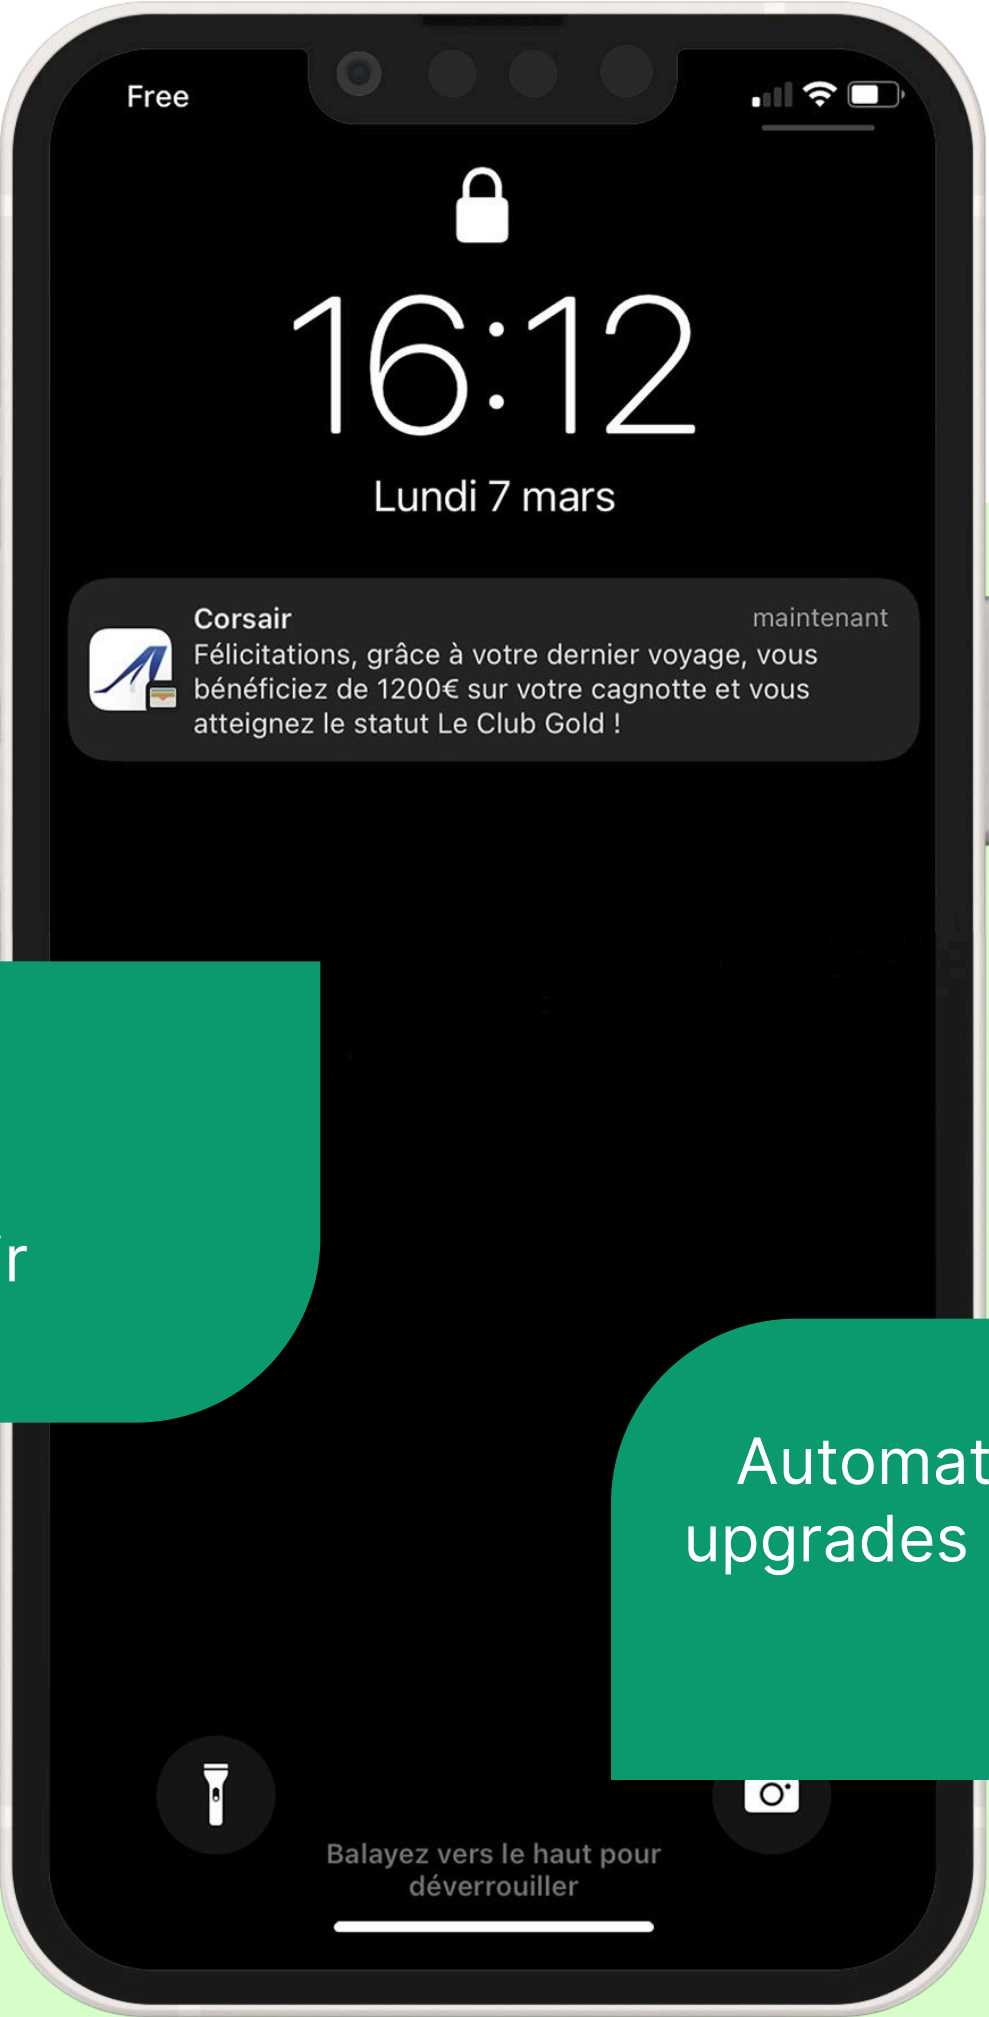 Free
16:12
Lundi 7 mars
Corsair
maintenant
Félicitations, grâce à votre dernier voyage, vous
bénéficiez de 1200€ sur votre cagnotte et vous
atteignez le statut Le Club Gold !
upgrades
Balayez vers le haut pour
déverrouiller